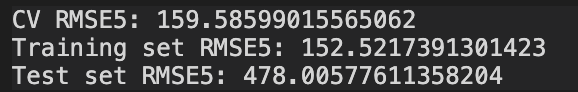 CV RMSE5: 159.58599015565062
Training set RMSE5: 152.5217391301423
Test set RMSE5: 478.00577611358204